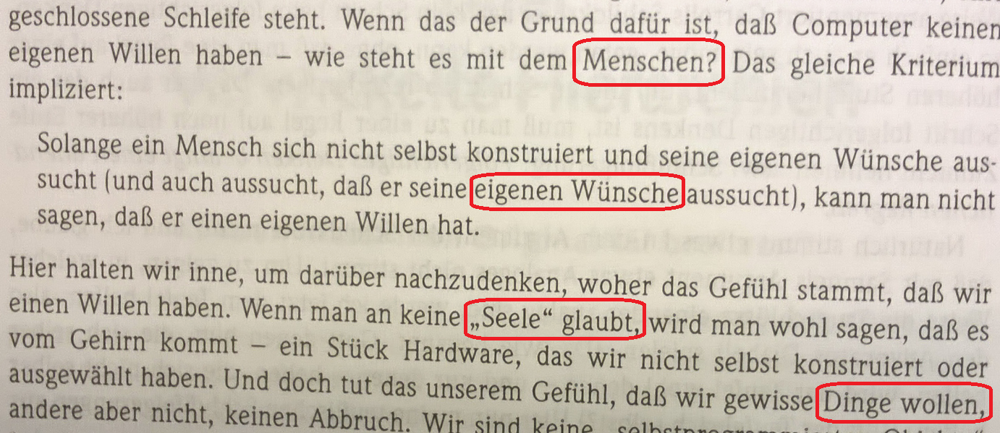 geschlossene Schleife steht. Wenn das der Grund dafür ist, daß Computer keinen
eigenen Willen haben – wie steht es mit dem Menschen? Das gleiche Kriterium
impliziert:
Solange ein Mensch sich nicht selbst konstruiert und seine eigenen Wünsche aus-
sucht (und auch aussucht, daß er seine eigenen Wünsche aussucht), kann man nicht
sagen, daß er einen eigenen Willen hat.
Hier halten wir inne, um darüber nachzudenken, woher das Gefühl stammt, daß wir
einen Willen haben. Wenn man an keine „Seele“ glaubt, wird man wohl sagen, daß es
vom Gehirn kommt – ein Stück Hardware, das wir nicht selbst konstruiert oder
ausgewählt haben. Und doch tut das unserem Gefühl, daß wir gewisse Dinge wollen,
andere aber nicht, keinen Abbruch. Wir sind keine